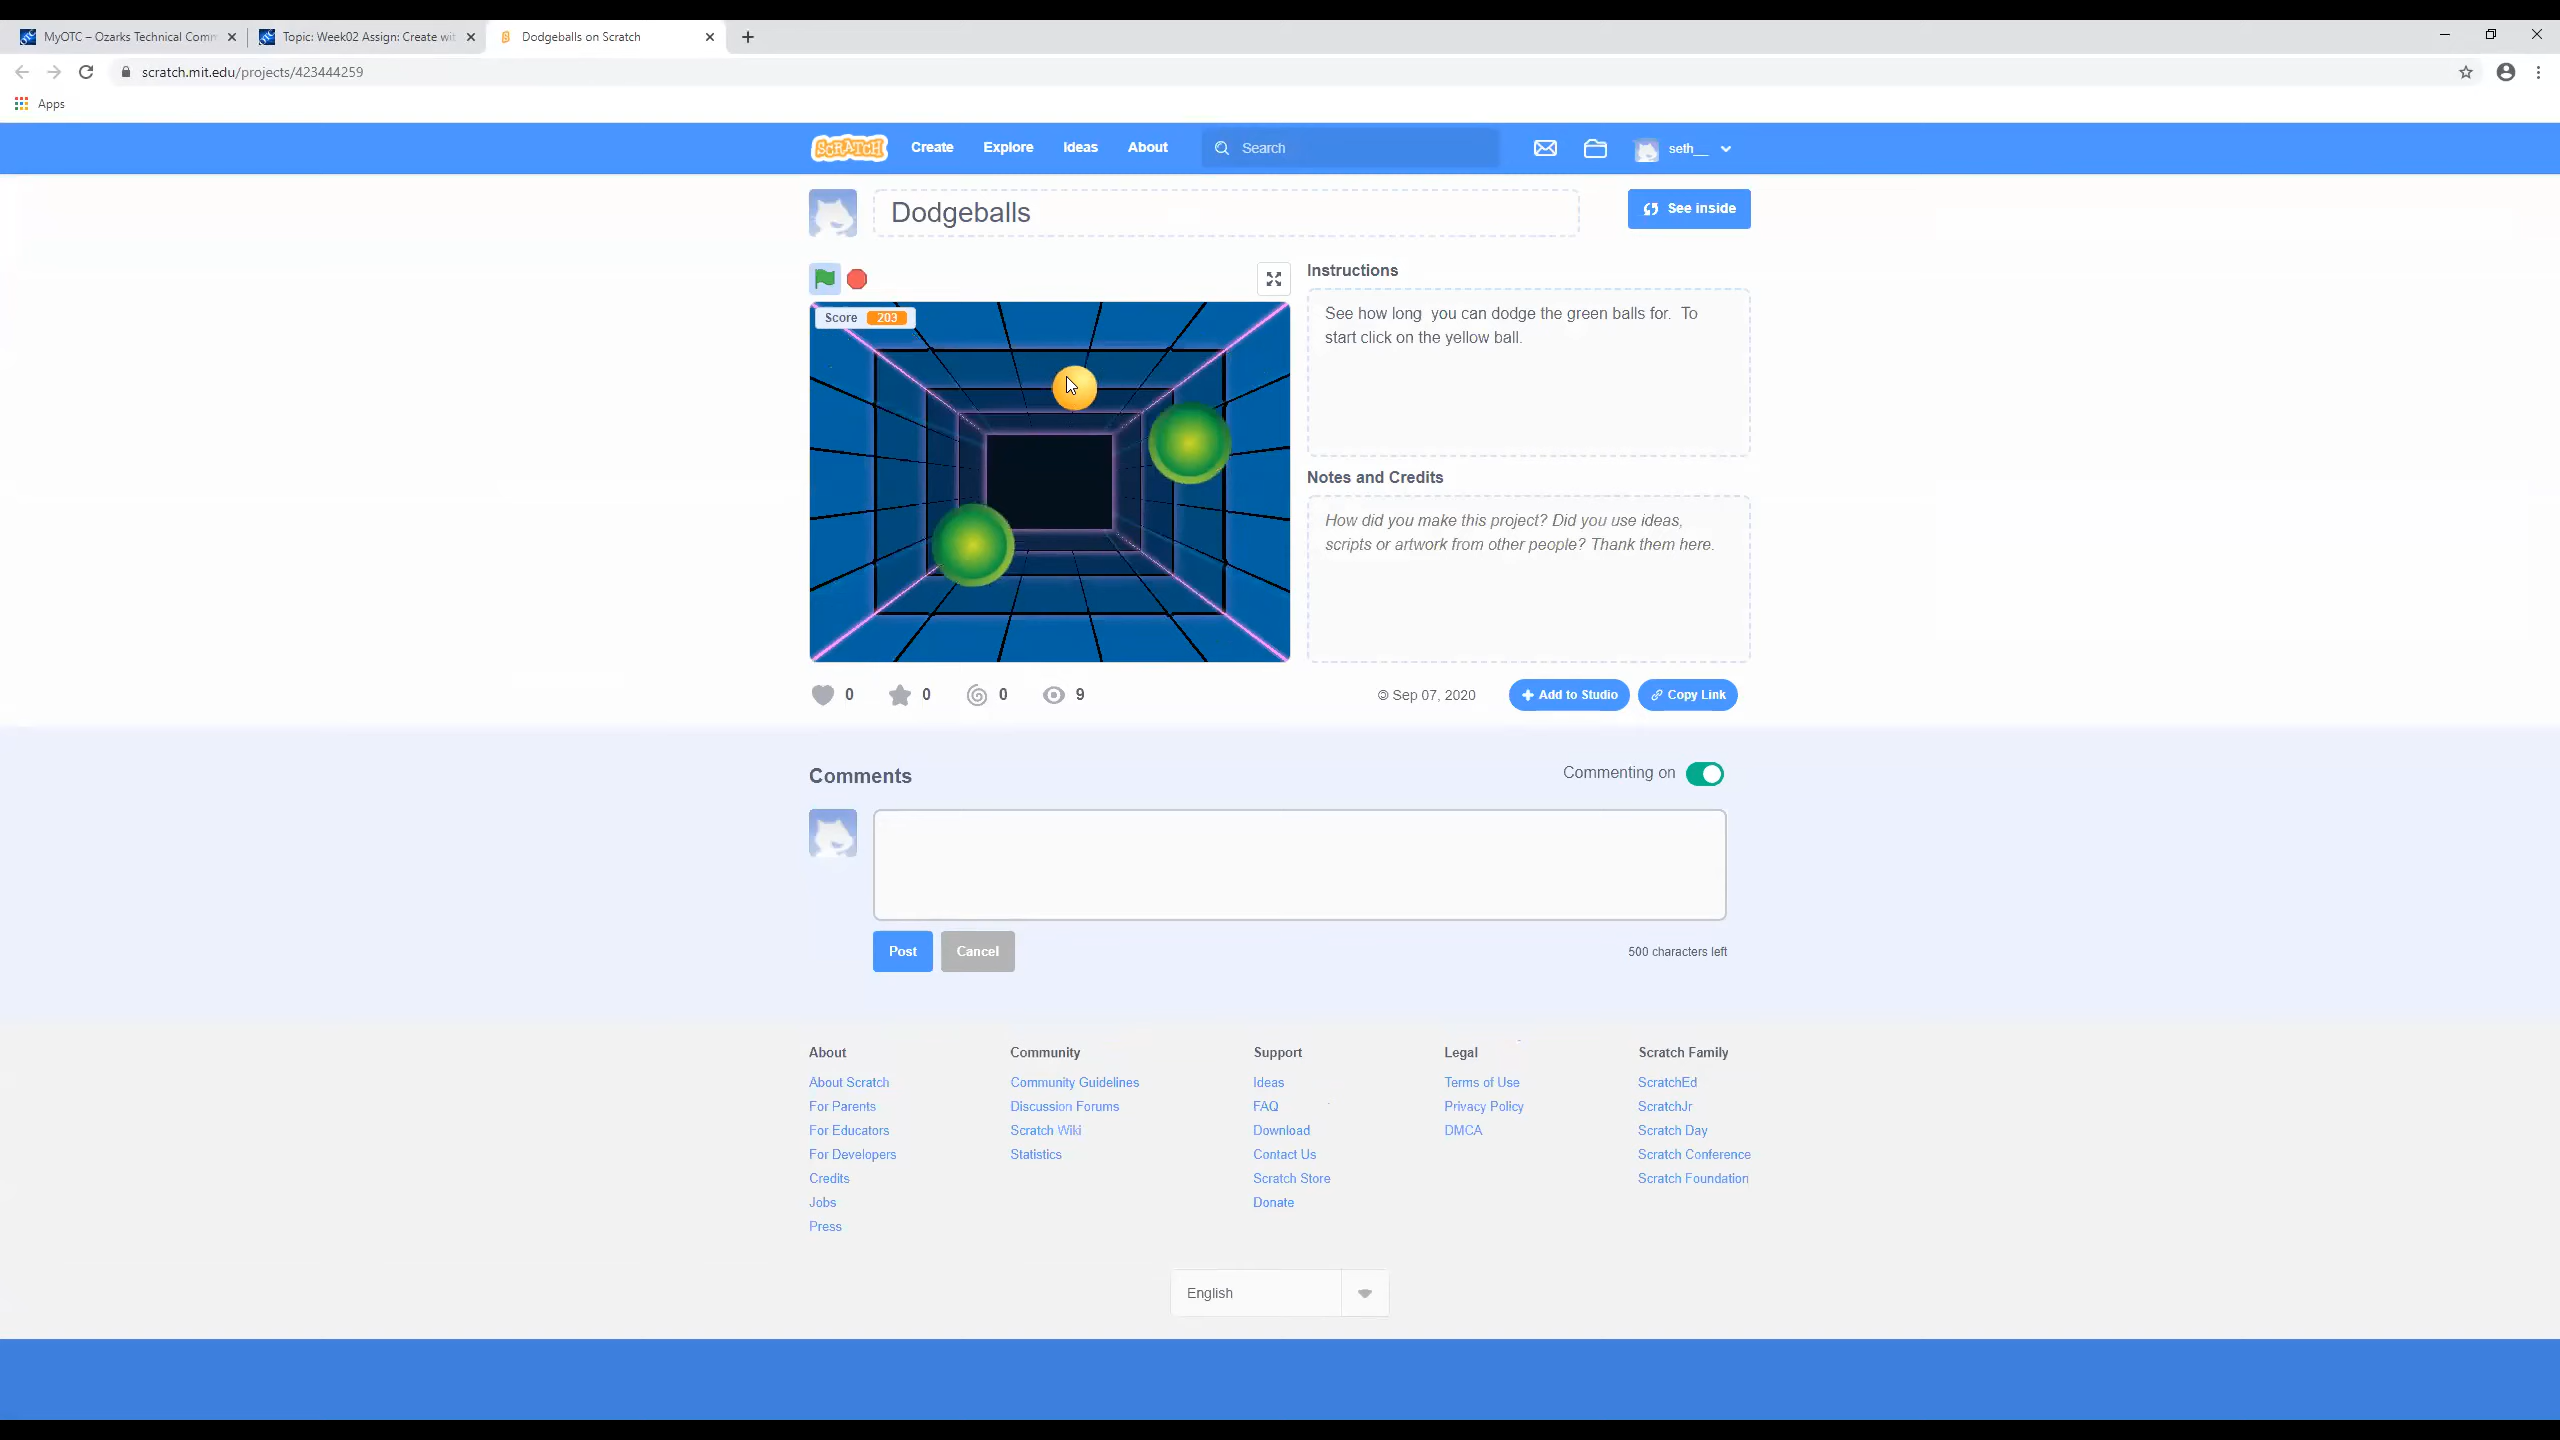 MyOTC – Ozarks Technical Comm
Topic: Week02 Assign: Create wit
Dodgeballs on Scratch
scratch.mit.edu/projects/423444259
Apps
SCRATCH
Create
Explore
Ideas
About
Search
seth__
Dodgeballs
See inside
Score 203
Instructions
See how long  you can dodge the green balls for.  To
start click on the yellow ball.
Notes and Credits
How did you make this project? Did you use ideas,
scripts or artwork from other people? Thank them here.
0
0
0
9
© Sep 07, 2020
Add to Studio
Copy Link
Comments
Commenting on
Post
Cancel
500 characters left
About
About Scratch
For Parents
For Educators
For Developers
Credits
Jobs
Press
Community
Community Guidelines
Discussion Forums
Scratch Wiki
Statistics
Support
Ideas
FAQ
Download
Contact Us
Scratch Store
Donate
Legal
Terms of Use
Privacy Policy
DMCA
Scratch Family
ScratchEd
ScratchJr
Scratch Day
Scratch Conference
Scratch Foundation
English